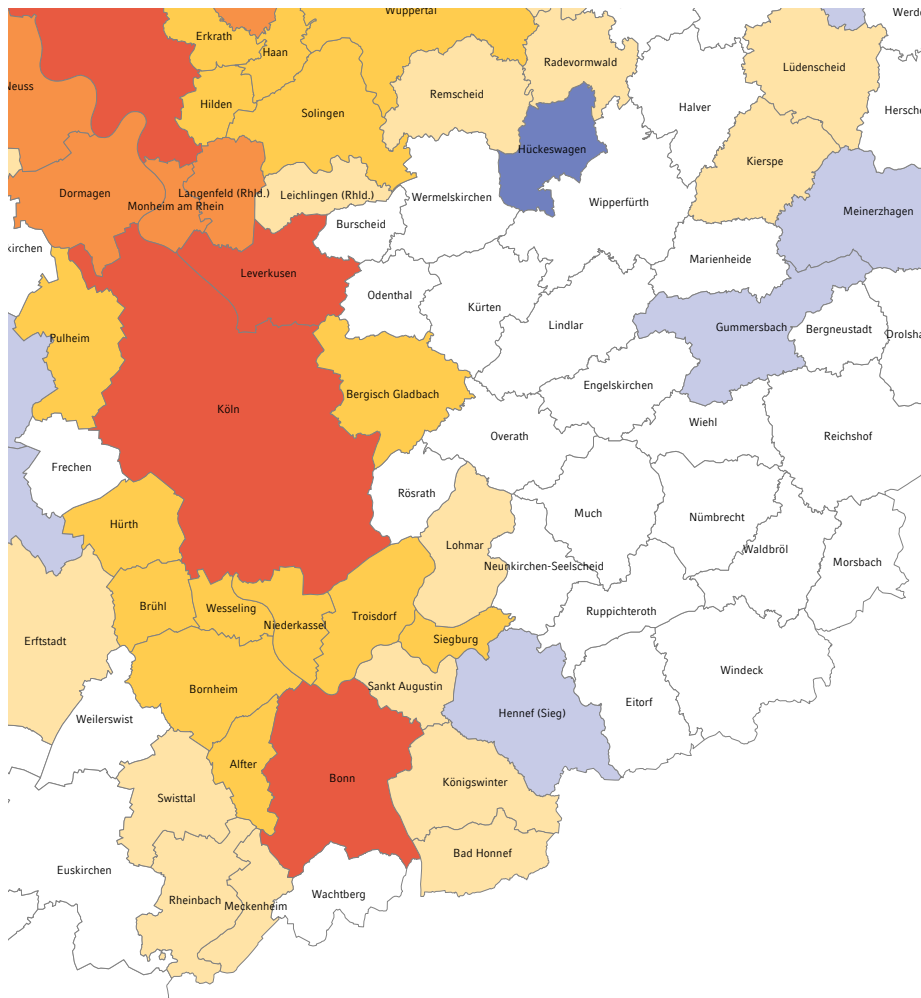 Wuppertal
Werd
Erkrath
Haan
Radevormwald
Lüdenscheid
Neuss
Remscheid
Hilden
Solingen
Halver
Hersche
Hückeswagen
Kierspe
Dormagen
Langenfeld (Rhld.)
Leichlingen (Rhld.)
Monheim am Rhein
Wermelskirchen
Wipperfürth
Meinerzhagen
Burscheid
kirchen
Marienheide
Leverkusen
Odenthal
Kürten
Lindlar
Gummersbach
Bergneustadt
Drolsha
Pulheim
Engelskirchen
Bergisch Gladbach
Köln
Wiehl
Overath
Reichshof
Frechen
Rösrath
Much
Nümbrecht
Hürth
Lohmar
Waldbröl
Neunkirchen-Seelscheid
Morsbach
Brühl
Wesseling
Ruppichteroth
Troisdorf
Niederkassel
Erftstadt
Siegburg
Windeck
Sankt Augustin
Bornheim
Eitorf
Hennef (Sieg)
Weilerswist
Alfter
Bonn
Königswinter
Swisttal
Bad Honnef
Euskirchen
Wachtberg
Rheinbach
Meckenheim